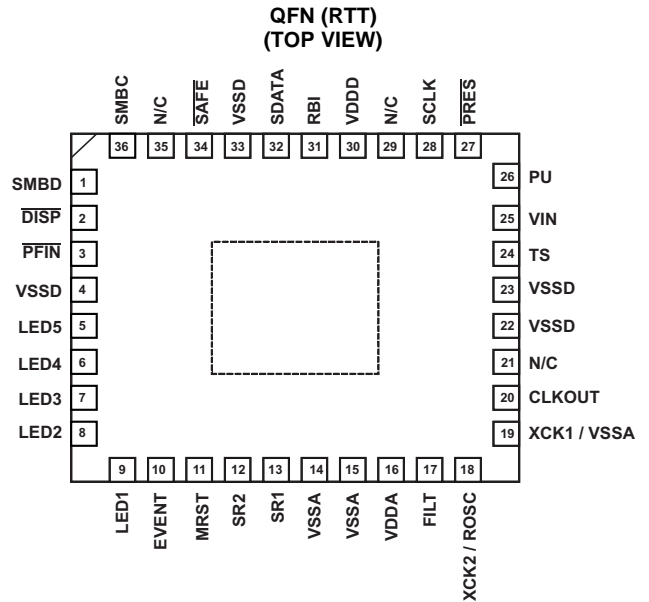 QFN (RTT)
(TOP VIEW)
SMBC
N/C
SAFE
VSSD
SDATA
RBI
VDDD
N/C
SCLK
PRES
36 35 34 33 32 31 30 29 28 27
SMBD 1
DISP 2
PFIN 3
VSSD 4
LED5 5
LED4 6
LED3 7
LED2 8
26 PU
25 VIN
24 TS
23 VSSD
22 VSSD
21 N/C
20 CLKOUT
19 XCK1 / VSSA
9 10 11 12 13 14 15 16 17 18
LED1
EVENT
MRST
SR2
SR1
VSSA
VSSA
VDDA
FILT
XCK2 / ROSC